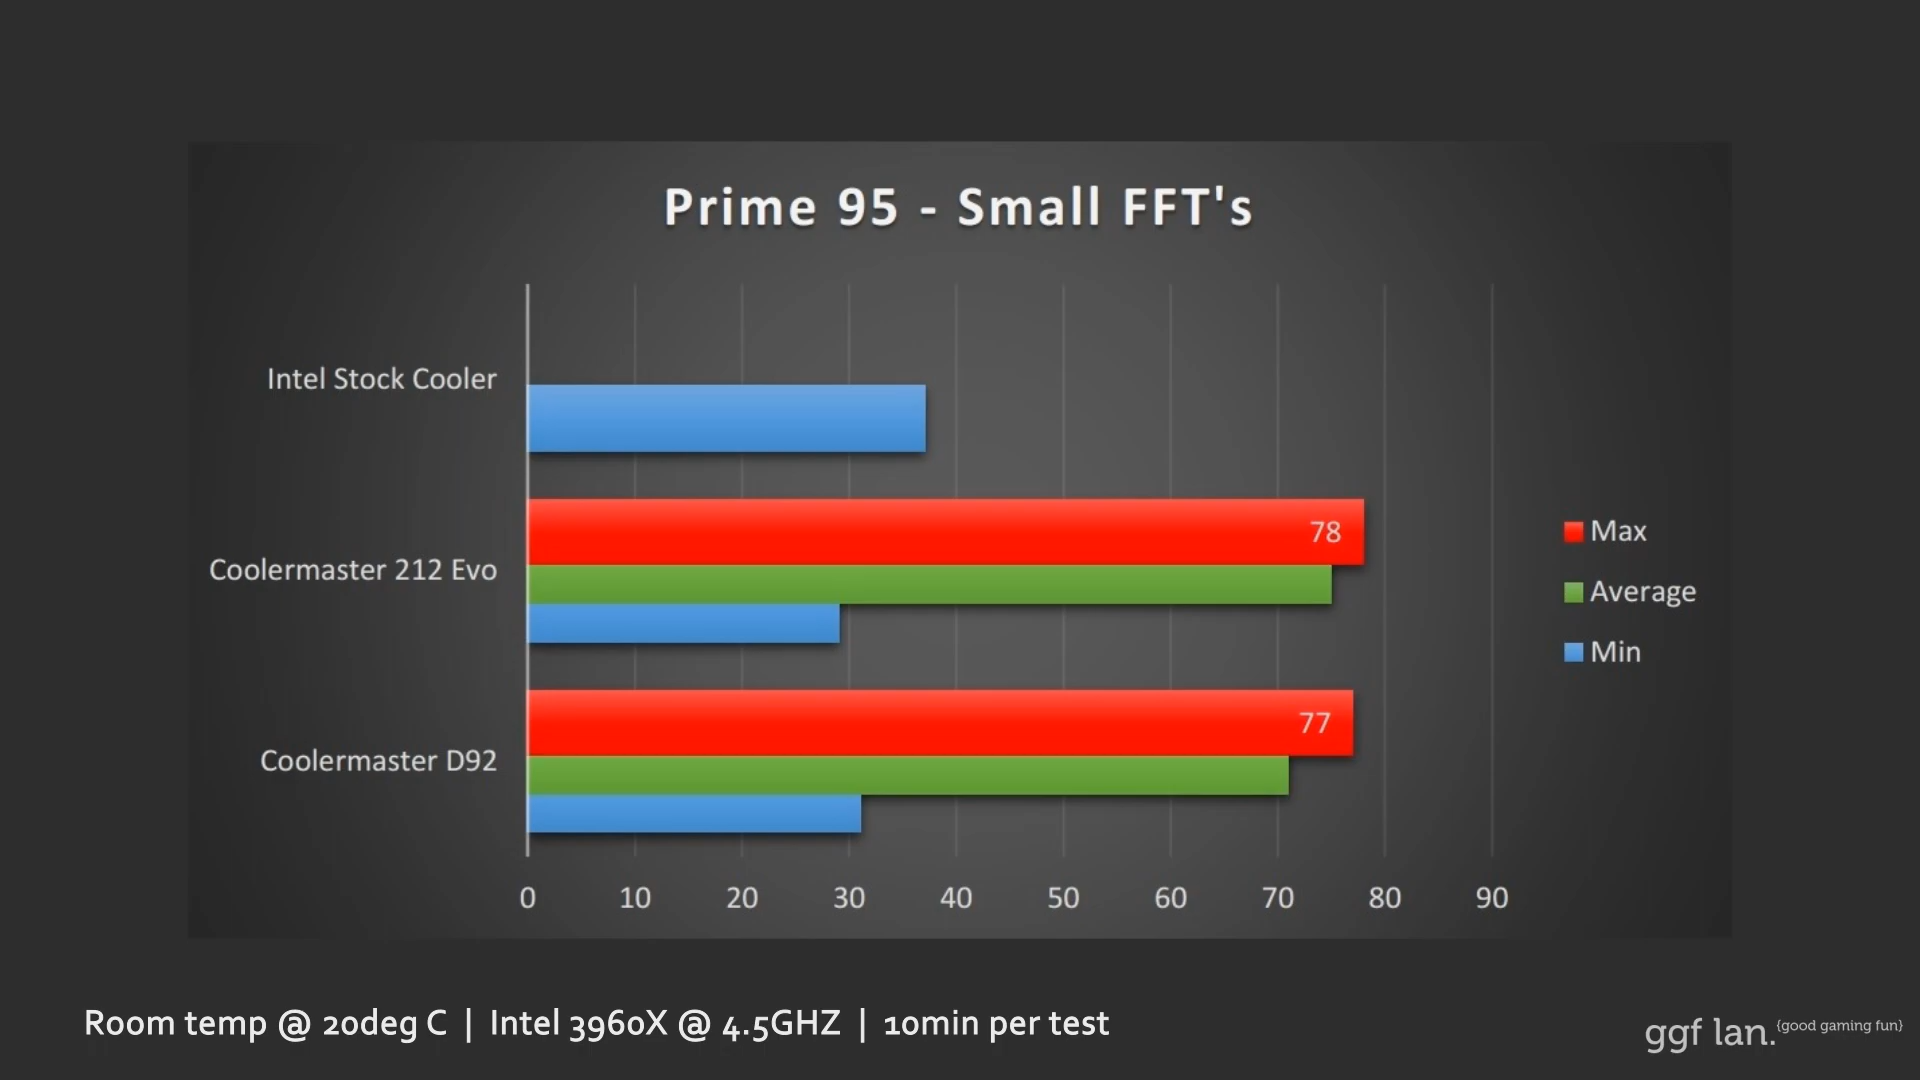 Prime 95 - Small FFT's
Intel Stock Cooler
Coolermaster 212 Evo
78
Coolermaster D92
77
Max
Average
Min
0 10 20 30 40 50 60 70 80 90
Room temp @ 20deg C | Intel 3960X @ 4.5GHZ | 10min per test
ggf lan. {good gaming fun}